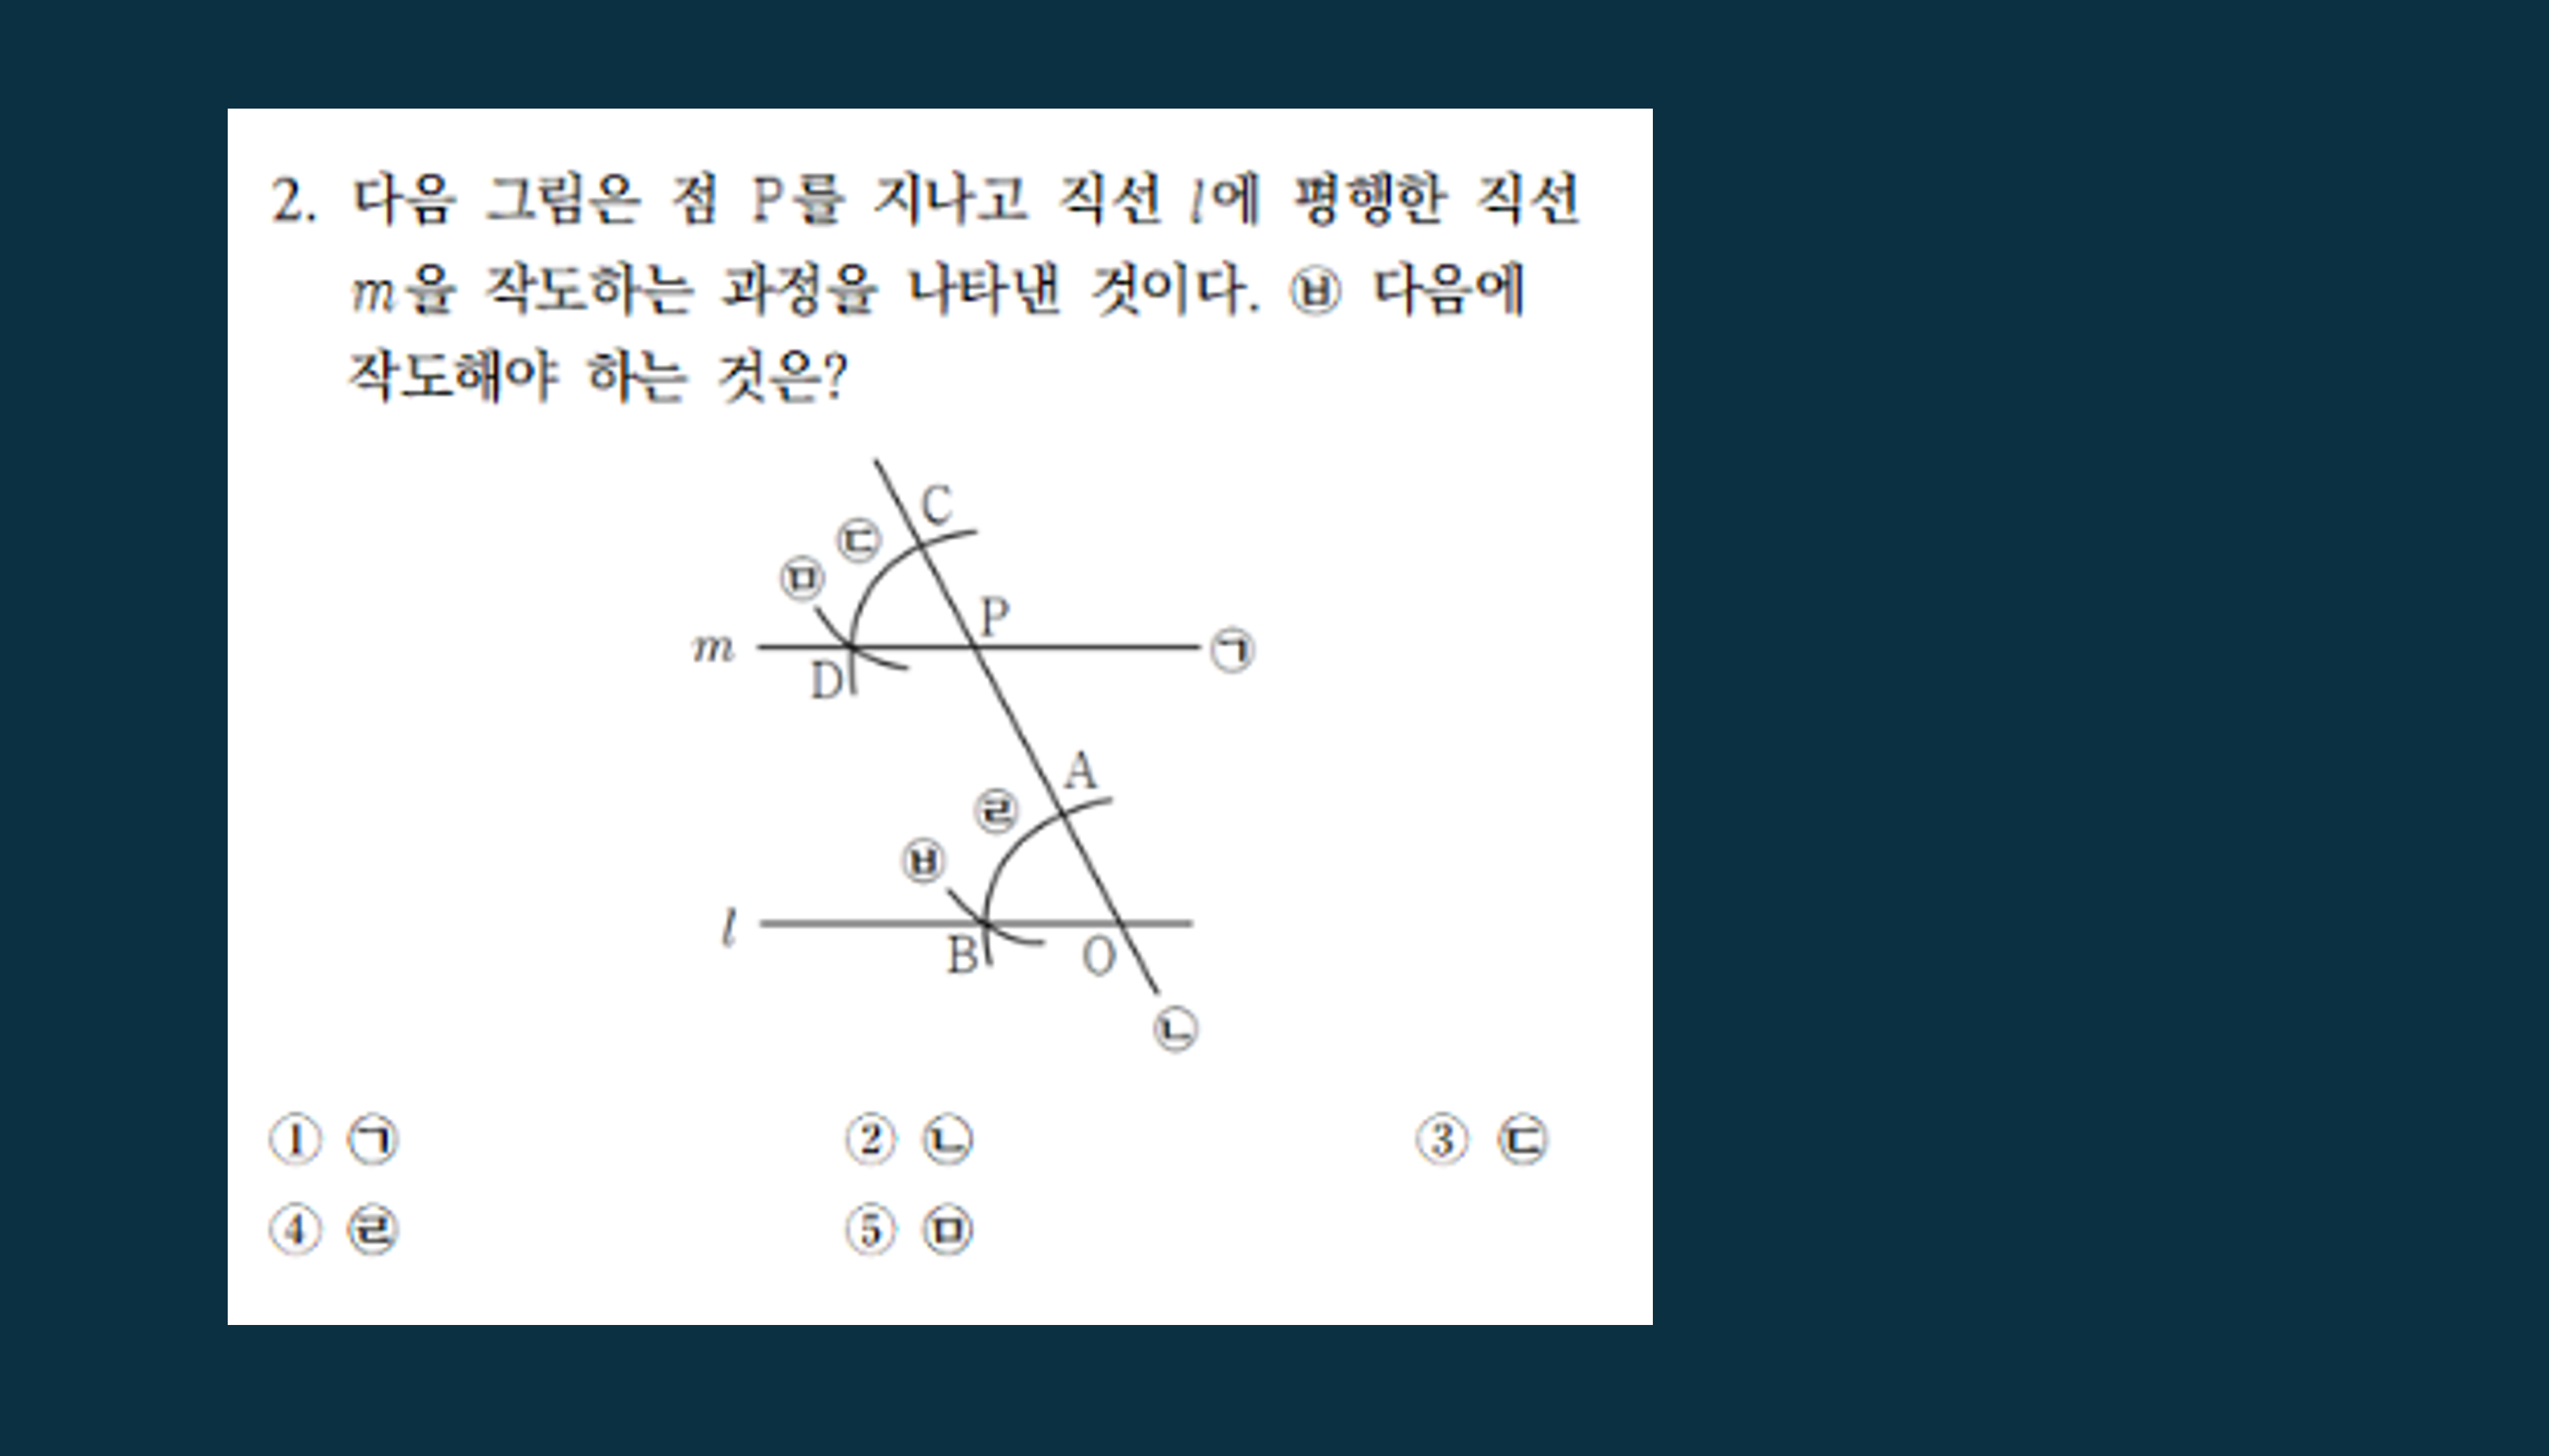 2. 다음 그림은 점 P를 지나고 직선 l에 평행한 직선
m을 작도하는 과정을 나타낸 것이다. ㉥ 다음에
작도해야 하는 것은?
C
㉢
㉤
P
m
㉠
D
A
㉣
㉥
l
B
O
㉡
① ㉠ ② ㉡ ③ ㉢
④ ㉣ ⑤ ㉤